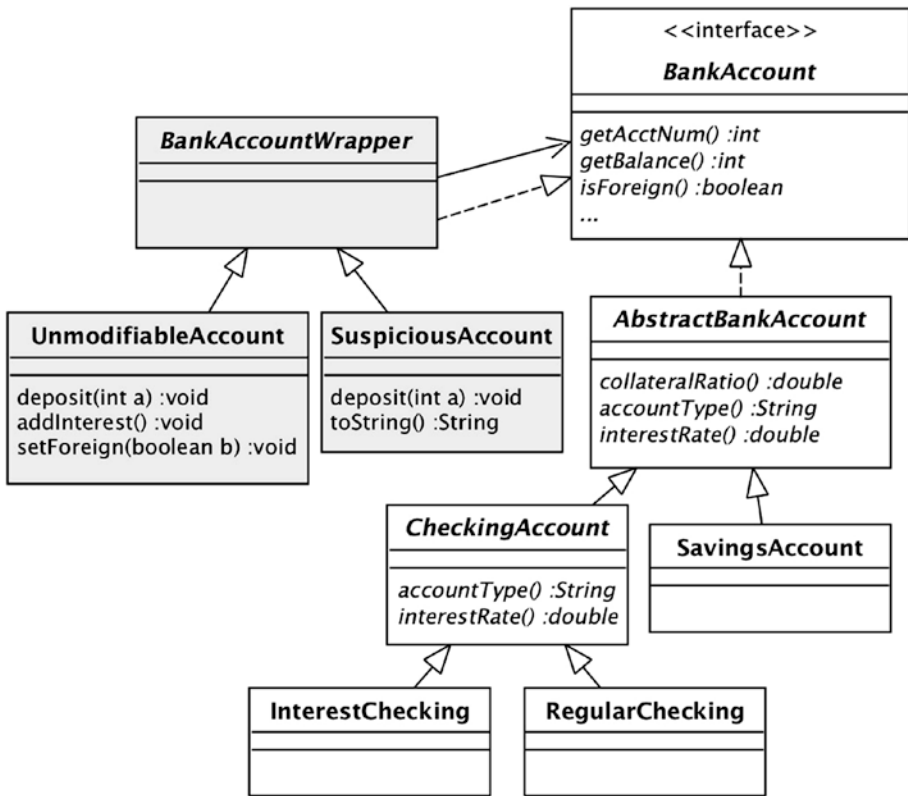 <<interface>>
BankAccount
getAcctNum() :int
getBalance() :int
isForeign() :boolean
...
BankAccountWrapper
UnmodifiableAccount
deposit(int a) :void
addInterest() :void
setForeign(boolean b) :void
SuspiciousAccount
deposit(int a) :void
toString() :String
AbstractBankAccount
collateralRatio() :double
accountType() :String
interestRate() :double
CheckingAccount
accountType() :String
interestRate() :double
SavingsAccount
InterestChecking
RegularChecking